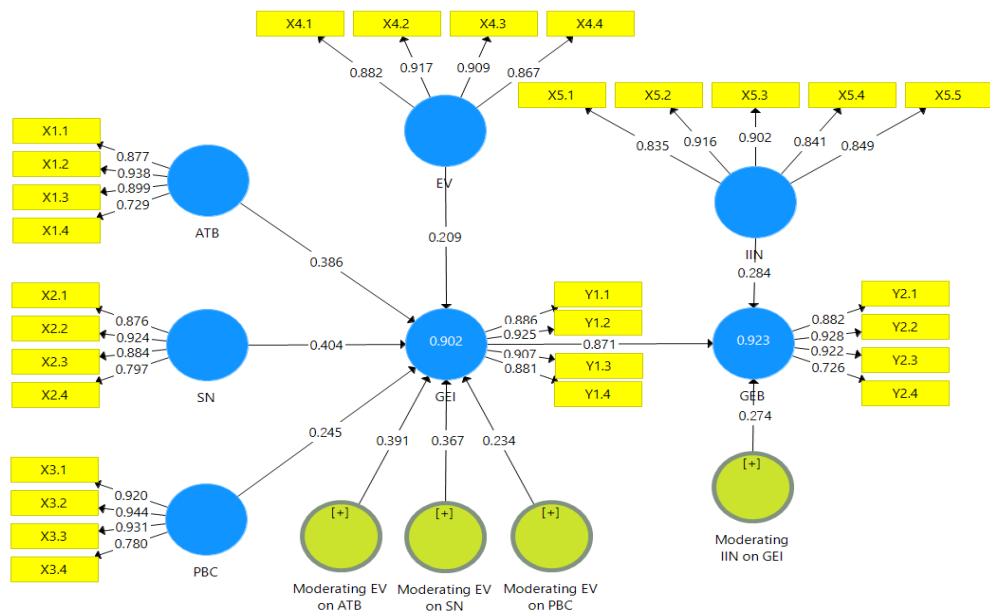 X4.1
X4.2
X4.3
X4.4
0.882
0.917
0.909
0.867
EV
X5.1
X5.2
X5.3
X5.4
X5.5
0.835
0.916
0.902
0.841
0.849
IIN
X1.1
X1.2
X1.3
X1.4
0.877
0.938
0.899
0.729
ATB
0.386
0.209
0.284
X2.1
X2.2
X2.3
X2.4
0.876
0.924
0.884
0.797
SN
0.404
0.902
GEI
0.886
0.925
0.907
0.881
Y1.1
Y1.2
Y1.3
Y1.4
0.871
0.923
GEB
0.882
0.928
0.922
0.726
Y2.1
Y2.2
Y2.3
Y2.4
X3.1
X3.2
X3.3
X3.4
0.920
0.944
0.931
0.780
PBC
0.245
0.391
0.367
0.234
0.274
[+]
Moderating EV
on ATB
[+]
Moderating EV
on SN
[+]
Moderating EV
on PBC
[+]
Moderating
IIN on GEI